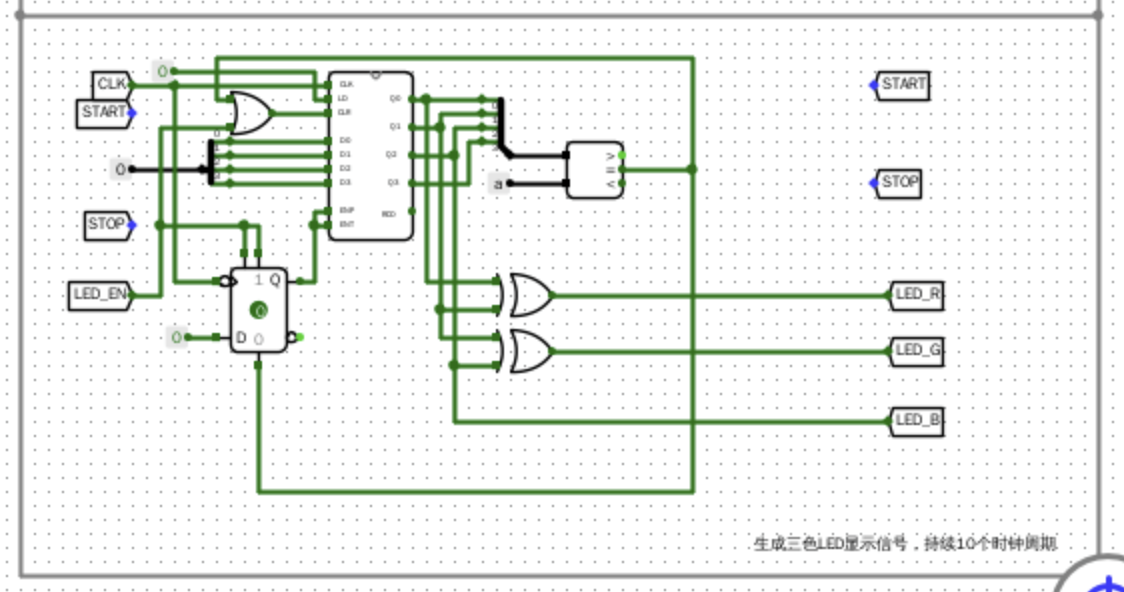 0
CLK
START
START
CLK
LD
CLR
Q0
Q1
Q2
Q3
D0
D1
D2
D3
0
a
STOP
STOP
ENP
ENT
RCO
LED_EN
1 Q
0
0
D 0
LED_R
LED_G
LED_B
生成三色LED显示信号，持续10个时钟周期